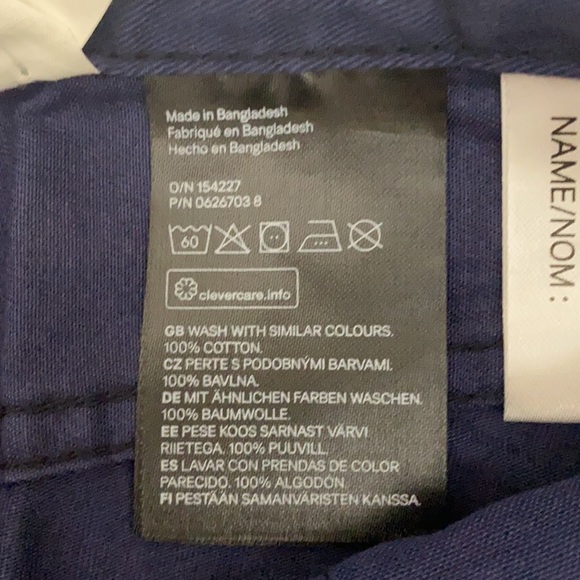 Made in Bangladesh
Fabriqué en Bangladesh
Hecho en Bangladesh
O/N 154227
P/N 0626703 8
60
clevercare.info
GB WASH WITH SIMILAR COLOURS.
100% COTTON.
CZ PERTE S PODOBNÝMI BARVAMI.
100% BAVLNA.
DE MIT ÄHNLICHEN FARBEN WASCHEN.
100% BAUMWOLLE.
EE PESE KOOS SARNAST VÄRVI
RIIETEGA. 100% PUUVILL.
ES LAVAR CON PRENDAS DE COLOR
PARECIDO. 100% ALGODÓN.
FI PESTÄÄN SAMANVÄRISTEN KANSSA.
NAME/NOM: